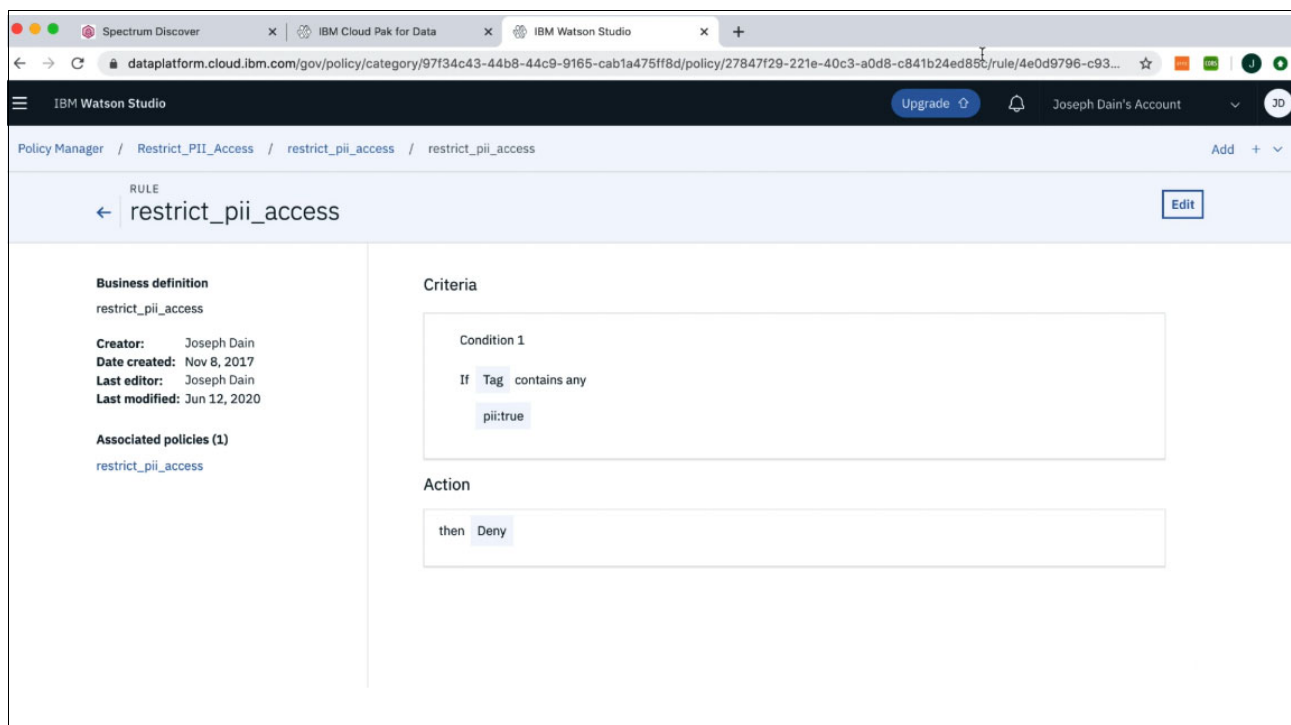 Spectrum Discover
IBM Cloud Pak for Data
IBM Watson Studio
dataplatform.cloud.ibm.com/gov/policy/category/97f34c43-44b8-44c9-9165-cab1a475ff8d/policy/27847f29-221e-40c3-a0d8-c841b24ed85c/rule/4e0d9796-c93...
J
IBM Watson Studio
Upgrade
Joseph Dain's Account
JD
Policy Manager / Restrict_PII_Access / restrict_pii_access / restrict_pii_access
Add +
RULE
restrict_pii_access
Edit
Business definition
restrict_pii_access
Creator: Joseph Dain
Date created: Nov 8, 2017
Last editor: Joseph Dain
Last modified: Jun 12, 2020
Associated policies (1)
restrict_pii_access
Criteria
Condition 1
If Tag contains any
pii:true
Action
then Deny